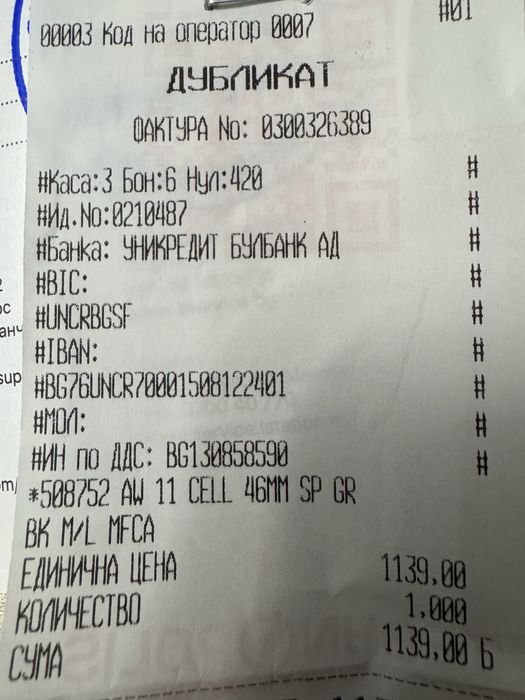 #01
00003 Код на оператор 0007
ДУБЛИКАТ
ФАКТУРА No: 0300326389
#Каса:3 Бон:6 Нул:420 #
#Ид.No:0210487 #
#Банка: УНИКРЕДИТ БУЛБАНК АД #
#BIC: #
#UNCRBGSF #
#IBAN: #
#BG76UNCR70001508122401 #
#МОЛ: #
#ИН по ДДС: BG130858590 #
*508752 AW 11 CELL 46MM SP GR
BK M/L MFCA
ЕДИНИЧНА ЦЕНА 1139,00
КОЛИЧЕСТВО 1,000
СУМА 1139,00 Б